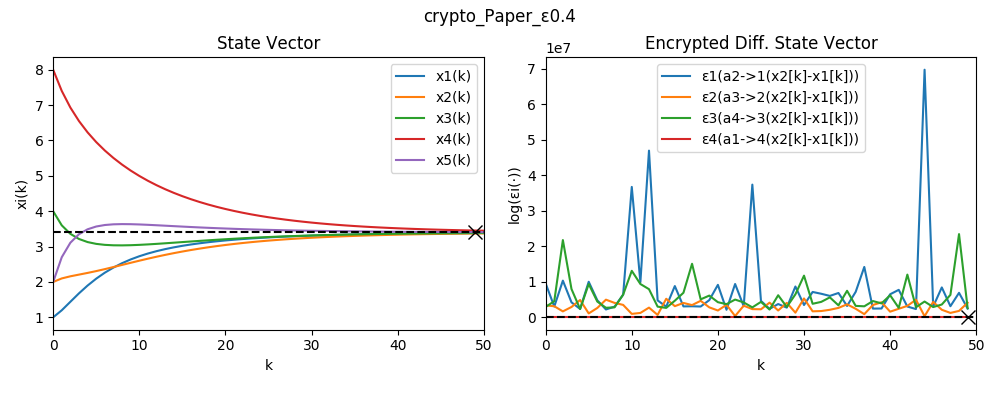 crypto_Paper_ε0.4
State Vector
8
7
6
5
4
3
2
1
xi(k)
0
10
20
30
40
50
k
x1(k)
x2(k)
x3(k)
x4(k)
x5(k)
Encrypted Diff. State Vector
1e7
7
6
5
4
3
2
1
0
log(εi(·))
0
10
20
30
40
50
k
ε1(a2->1(x2[k]-x1[k]))
ε2(a3->2(x2[k]-x1[k]))
ε3(a4->3(x2[k]-x1[k]))
ε4(a1->4(x2[k]-x1[k]))